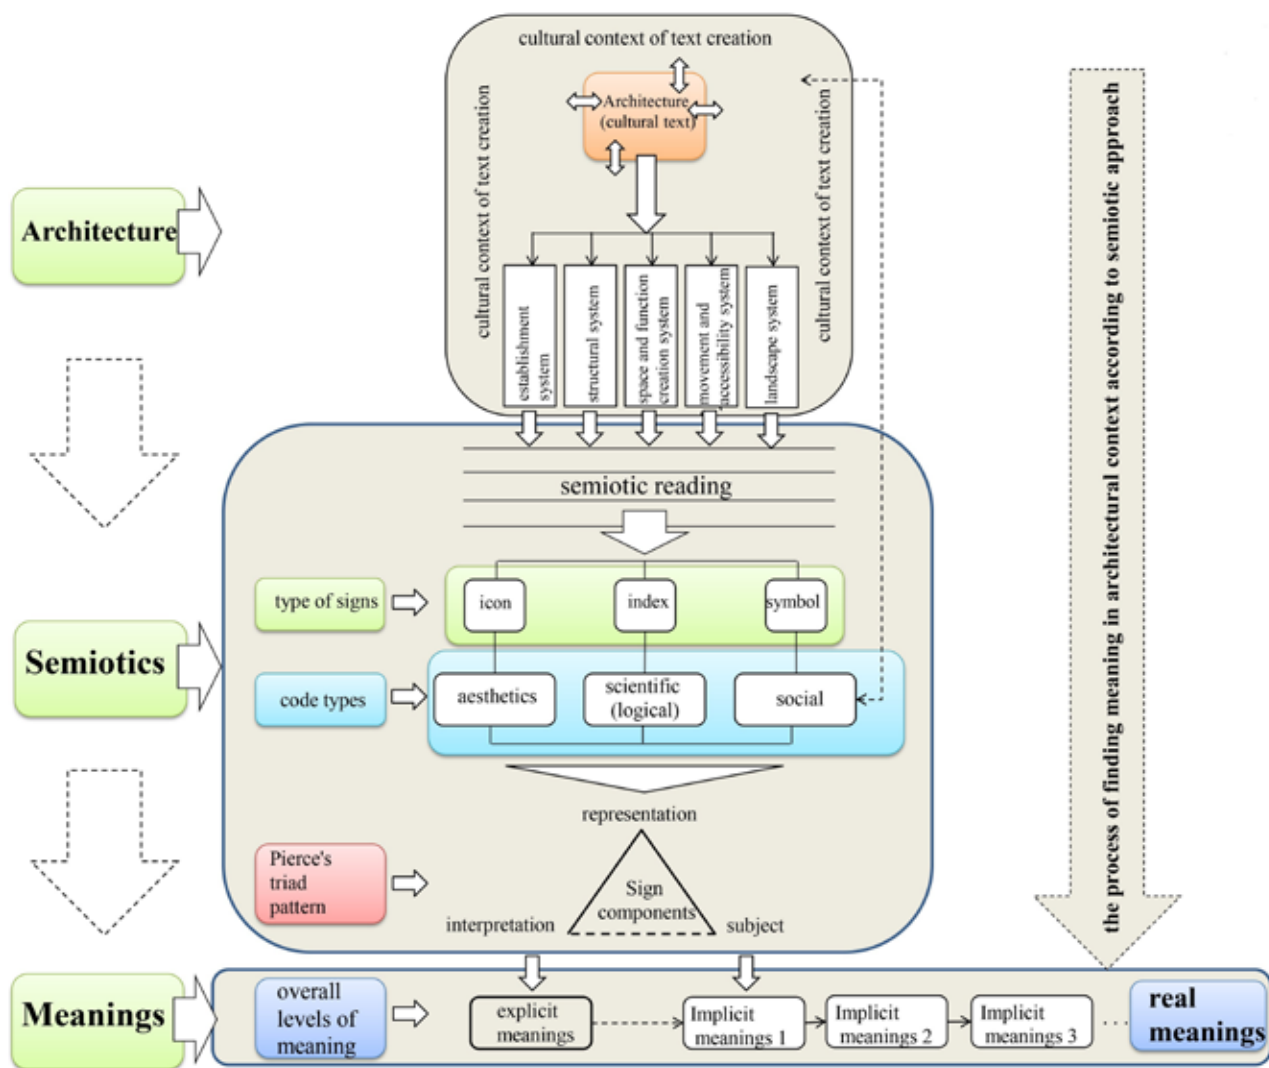 cultural context of text creation
Architecture
(cultural text)
cultural context of text creation
cultural context of text creation
establishment
system
structural system
space and function
creation system
movement and
accessibility system
landscape system
the process of finding meaning in architectural context according to semiotic approach
Architecture
semiotic reading
type of signs
icon
index
symbol
Semiotics
code types
aesthetics
scientific
(logical)
social
representation
Pierce's
triad
pattern
Sign
components
interpretation
subject
Meanings
overall
levels of
meaning
explicit
meanings
Implicit
meanings 1
Implicit
meanings 2
Implicit
meanings 3
...
real
meanings